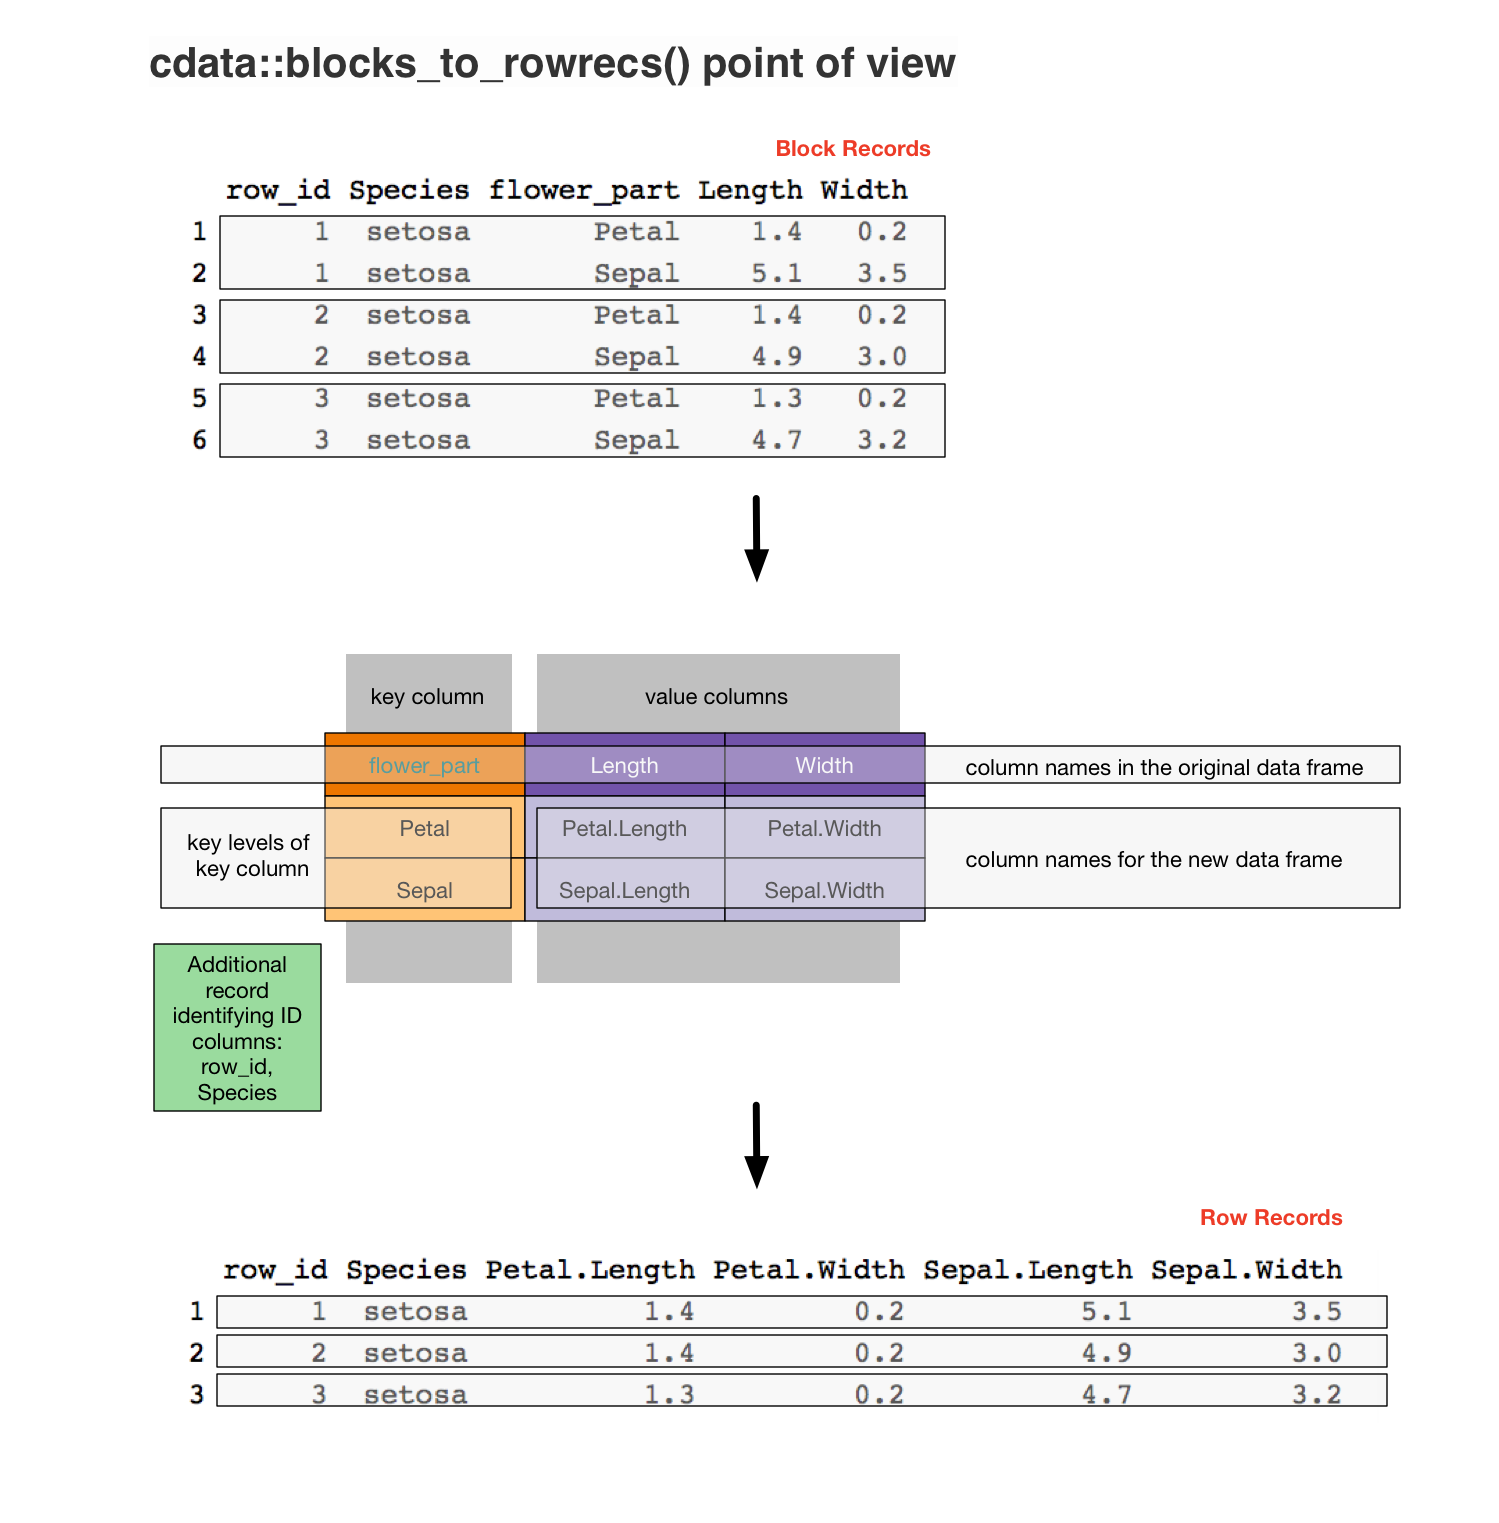 cdata::blocks_to_rowrecs() point of view
Block Records
row_id Species flower_part Length Width
1 1 setosa Petal 1.4 0.2
2 1 setosa Sepal 5.1 3.5
3 2 setosa Petal 1.4 0.2
4 2 setosa Sepal 4.9 3.0
5 3 setosa Petal 1.3 0.2
6 3 setosa Sepal 4.7 3.2
key column value columns
flower_part Length Width column names in the original data frame
key levels of
key column
Petal Petal.Length Petal.Width
Sepal Sepal.Length Sepal.Width
column names for the new data frame
Additional
record
identifying ID
columns:
row_id,
Species
Row Records
row_id Species Petal.Length Petal.Width Sepal.Length Sepal.Width
1 1 setosa 1.4 0.2 5.1 3.5
2 2 setosa 1.4 0.2 4.9 3.0
3 3 setosa 1.3 0.2 4.7 3.2